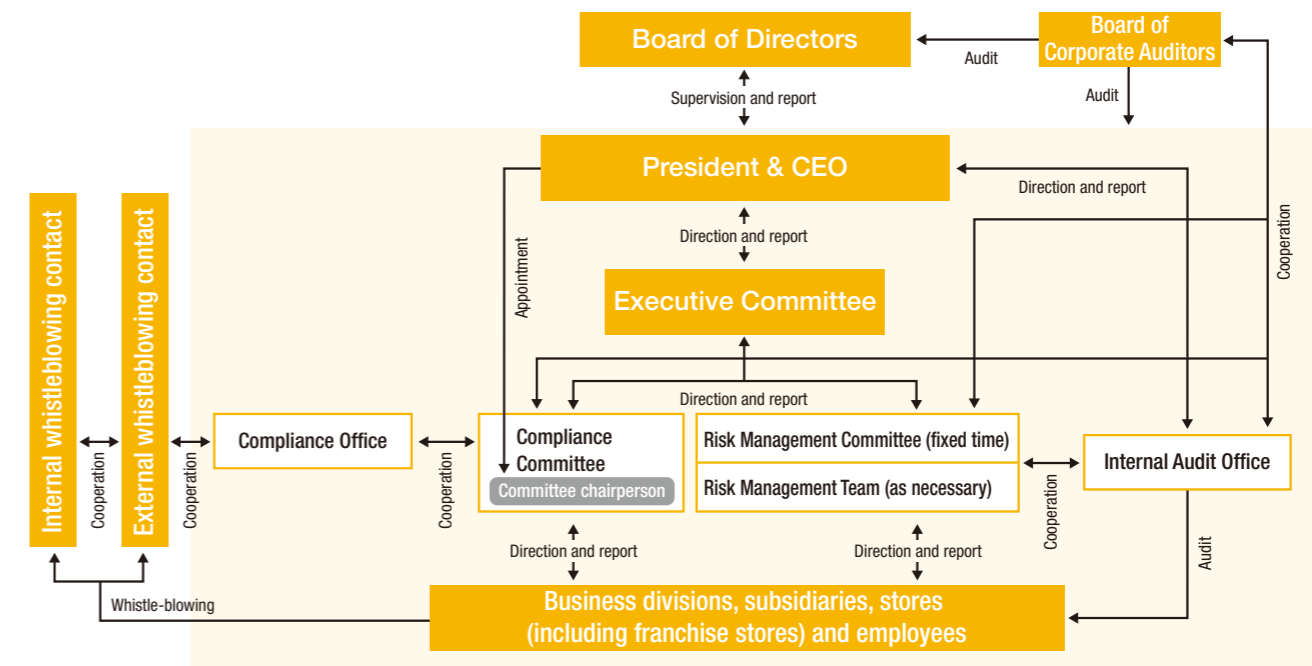 Board of Directors
Board of
Corporate Auditors
Audit
Audit
Supervision and report
President & CEO
Direction and report
Direction and report
Appointment
Cooperation
Executive Committee
Direction and report
Internal whistleblowing contact
External whistleblowing contact
Cooperation
Cooperation
Compliance Office
Cooperation
Compliance
Committee
Committee chairperson
Risk Management Committee (fixed time)
Risk Management Team (as necessary)
Cooperation
Internal Audit Office
Direction and report
Direction and report
Audit
Whistle-blowing
Business divisions, subsidiaries, stores
(including franchise stores) and employees